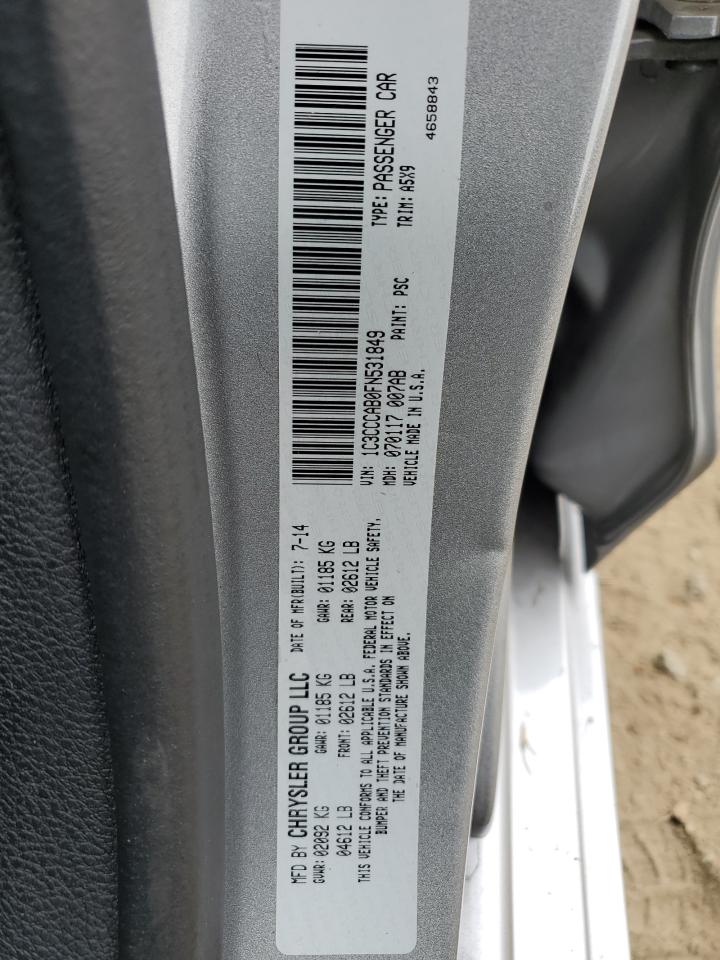 MFD BY CHRYSLER GROUP LLC DATE OF MFR(BUILT): 7-14
GVWR: 02092 KG GAWR: 01185 KG GAWR: 01185 KG
04612 LB FRONT: 02612 LB REAR: 02612 LB
THIS VEHICLE CONFORMS TO ALL APPLICABLE U.S.A. FEDERAL MOTOR VEHICLE SAFETY,
BUMPER AND THEFT PREVENTION STANDARDS IN EFFECT ON
THE DATE OF MANUFACTURE SHOWN ABOVE.
VIN: 1C3CCCAB0FN531849 TYPE: PASSENGER CAR
MDH: 070117 007AB PAINT: PSC TRIM: A5X9
VEHICLE MADE IN U.S.A.
4658843